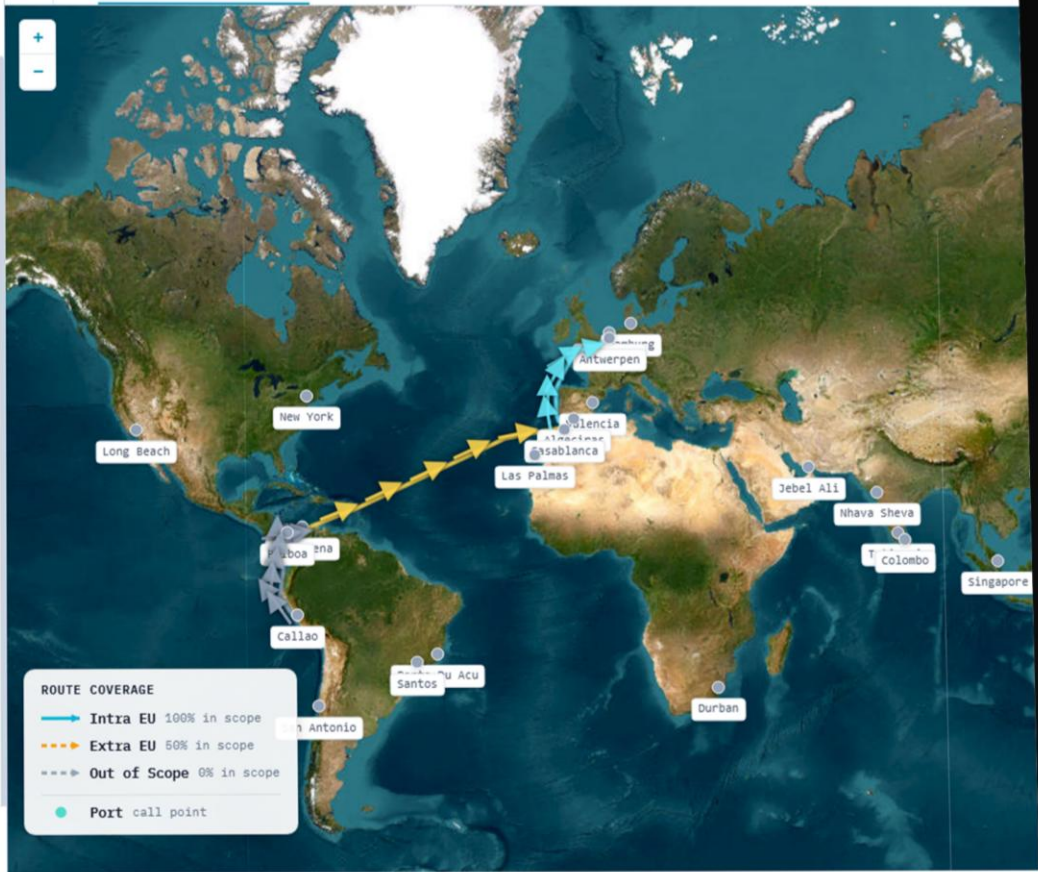 +
−
New York
Long Beach
Antwerpen
Casablanca
Las Palmas
Jebel Ali
Nhava Sheva
Colombo
Singapore
Callao
Santos
Durban
ROUTE COVERAGE
Intra EU 100% in scope
Extra EU 50% in scope
Out of Scope 0% in scope
Port call point